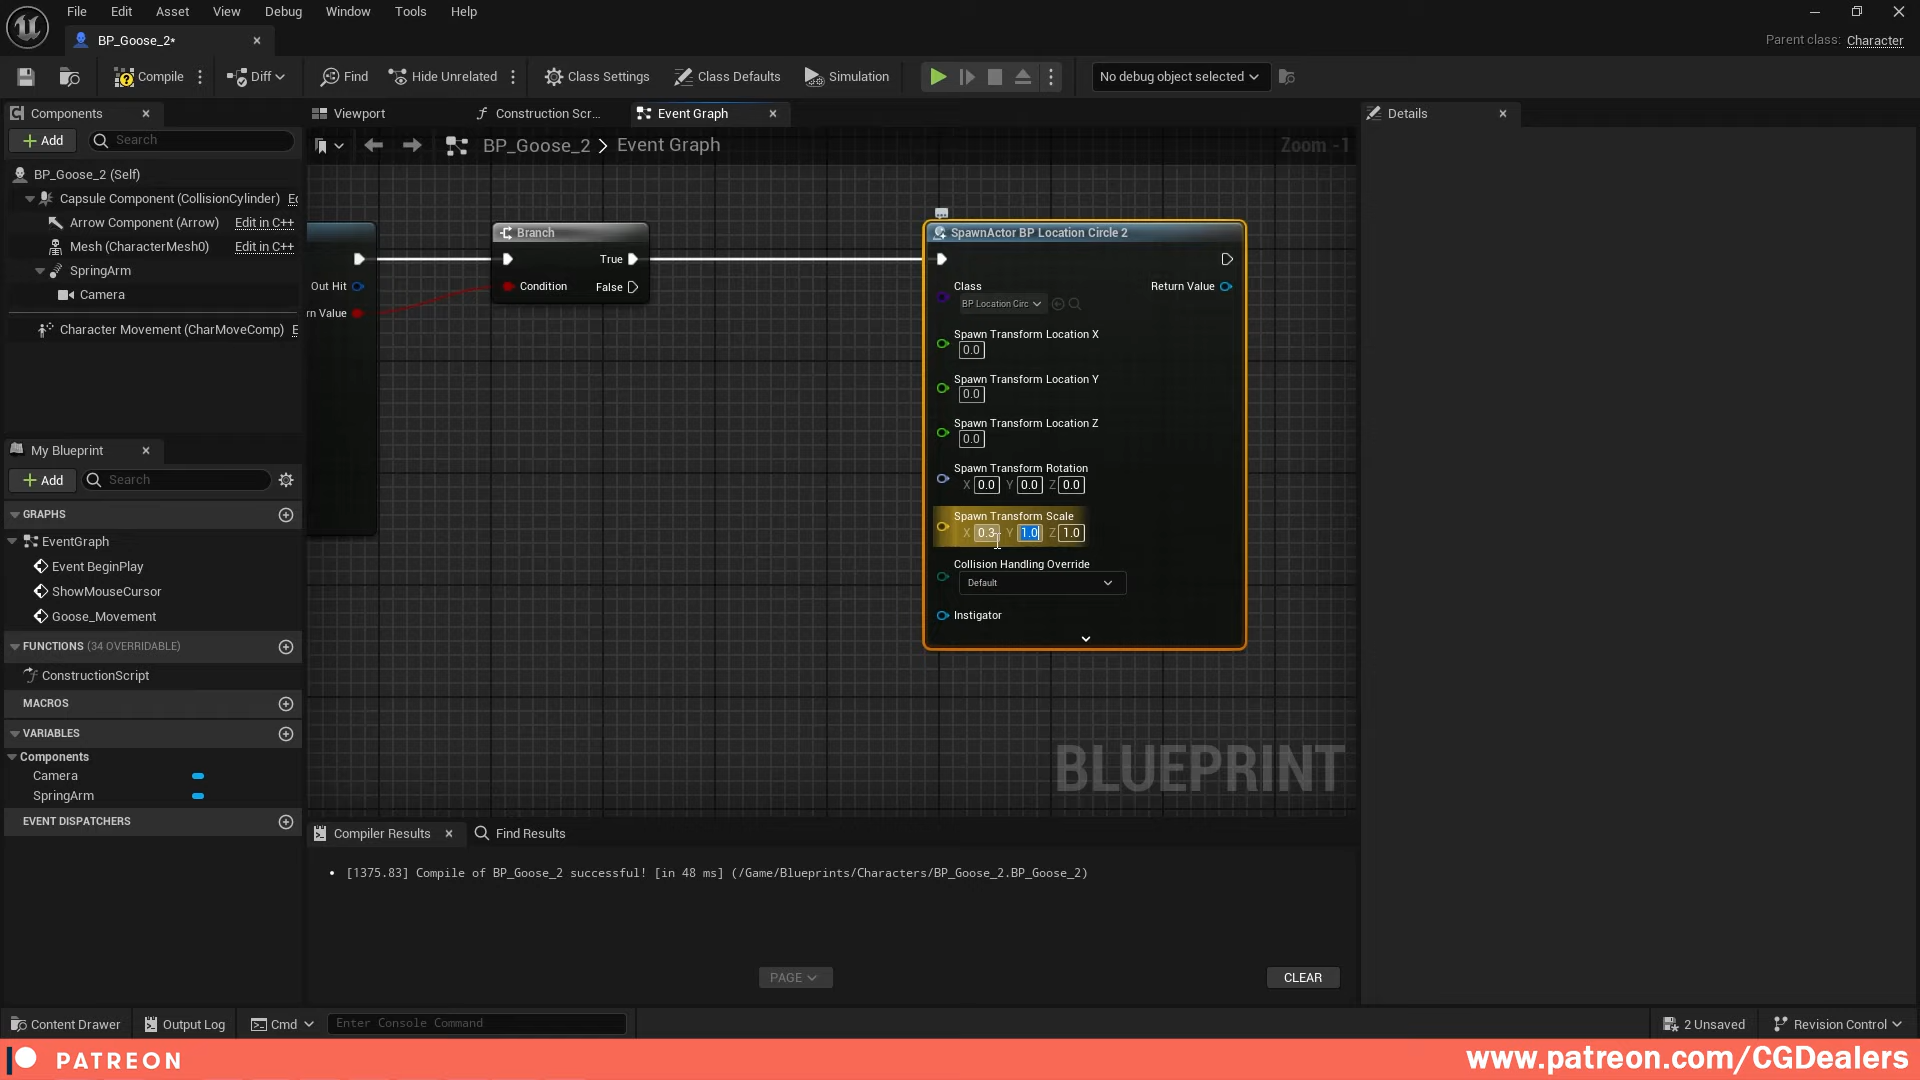 File Edit Asset View Debug Window Tools Help
BP_Goose_2*
Parent class: Character
Compile Diff Find Hide Unrelated Class Settings Class Defaults Simulation No debug object selected
Components
Add Search
BP_Goose_2 (Self)
Capsule Component (CollisionCylinder)
Arrow Component (Arrow) Edit in C++
Mesh (CharacterMesh0) Edit in C++
SpringArm
Camera
Character Movement (CharMoveComp)
My Blueprint
Add Search
GRAPHS
EventGraph
Event BeginPlay
ShowMouseCursor
Goose_Movement
FUNCTIONS (34 OVERRIDABLE)
ConstructionScript
MACROS
VARIABLES
Components
Camera
SpringArm
EVENT DISPATCHERS
Viewport Construction Scr... Event Graph
BP_Goose_2 > Event Graph Zoom -1
Out Hit
rn Value
Branch
True
Condition False
SpawnActor BP Location Circle 2
Class Return Value
BP Location Circ
Spawn Transform Location X
0.0
Spawn Transform Location Y
0.0
Spawn Transform Location Z
0.0
Spawn Transform Rotation
X 0.0 Y 0.0 Z 0.0
Spawn Transform Scale
X 0.3 Y 1.0 Z 1.0
Collision Handling Override
Default
Instigator
BLUEPRINT
Details
Compiler Results Find Results
• [1375.83] Compile of BP_Goose_2 successful! [in 48 ms] (/Game/Blueprints/Characters/BP_Goose_2.BP_Goose_2)
PAGE CLEAR
Content Drawer Output Log Cmd Enter Console Command 2 Unsaved Revision Control
PATREON www.patreon.com/CGDealers